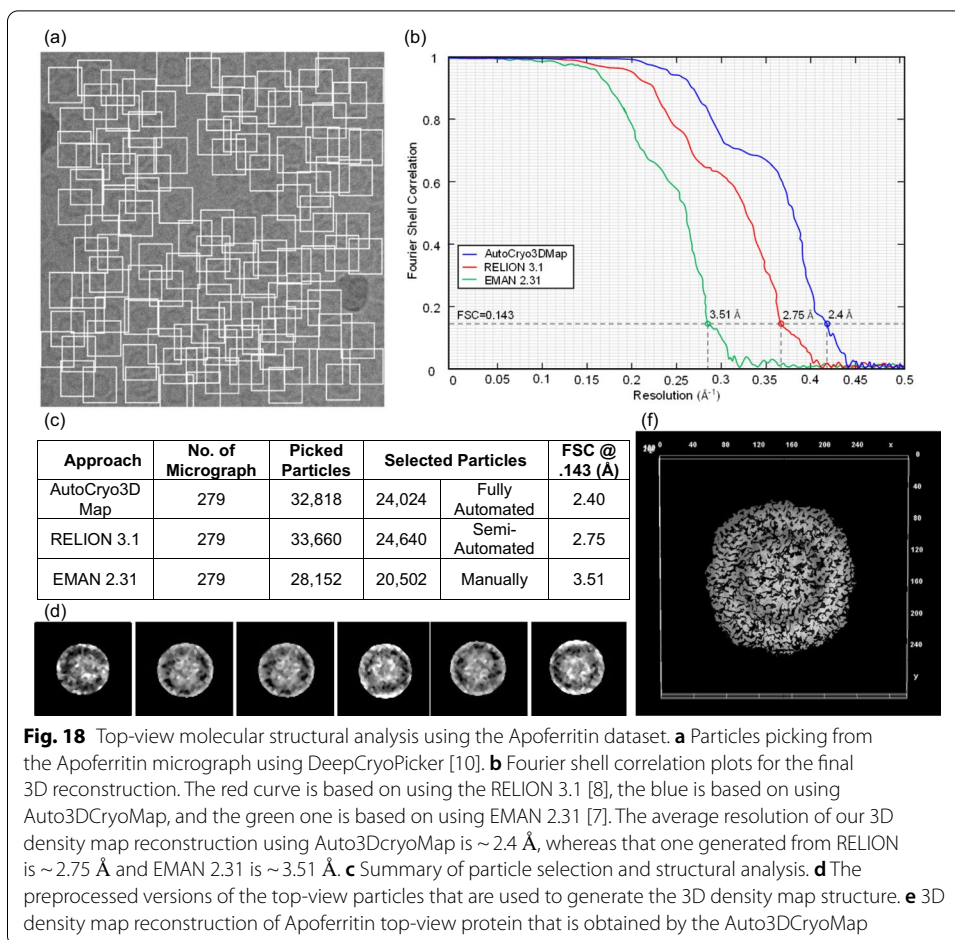 (a)
(b)
1
0.8
0.6
0.4
0.2
0
Fourier Shell Correlation
AutoCryo3DMap
RELION 3.1
EMAN 2.31
FSC=0.143
3.51 Å
2.75 Å
2.4 Å
0 0.05 0.1 0.15 0.2 0.25 0.3 0.35 0.4 0.45 0.5
Resolution (Å⁻¹)
(c)
Approach No. of Micrograph Picked Particles Selected Particles FSC @ .143 (Å)
AutoCryo3D Map 279 32,818 24,024 Fully Automated 2.40
RELION 3.1 279 33,660 24,640 Semi-Automated 2.75
EMAN 2.31 279 28,152 20,502 Manually 3.51
(d)
(f)
0 40 80 120 160 200 240 x
0
40
80
120
160
200
240
y
Fig. 18 Top-view molecular structural analysis using the Apoferritin dataset. a Particles picking from
the Apoferritin micrograph using DeepCryoPicker [10]. b Fourier shell correlation plots for the final
3D reconstruction. The red curve is based on using the RELION 3.1 [8], the blue is based on using
Auto3DCryoMap, and the green one is based on using EMAN 2.31 [7]. The average resolution of our 3D
density map reconstruction using Auto3DcryoMap is ~ 2.4 Å, whereas that one generated from RELION
is ~ 2.75 Å and EMAN 2.31 is ~ 3.51 Å. c Summary of particle selection and structural analysis. d The
preprocessed versions of the top-view particles that are used to generate the 3D density map structure. e 3D
density map reconstruction of Apoferritin top-view protein that is obtained by the Auto3DCryoMap